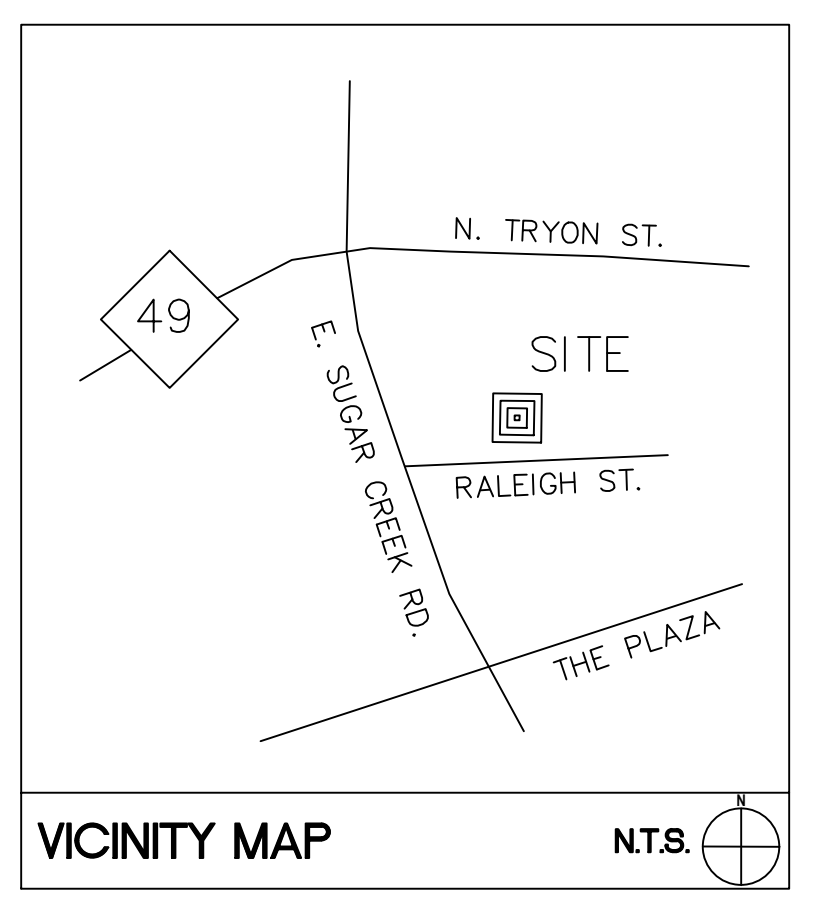 N. TRYON ST.
49
E. SUGAR CREEK RD.
SITE
RALEIGH ST.
THE PLAZA
VICINITY MAP
N.T.S.
N